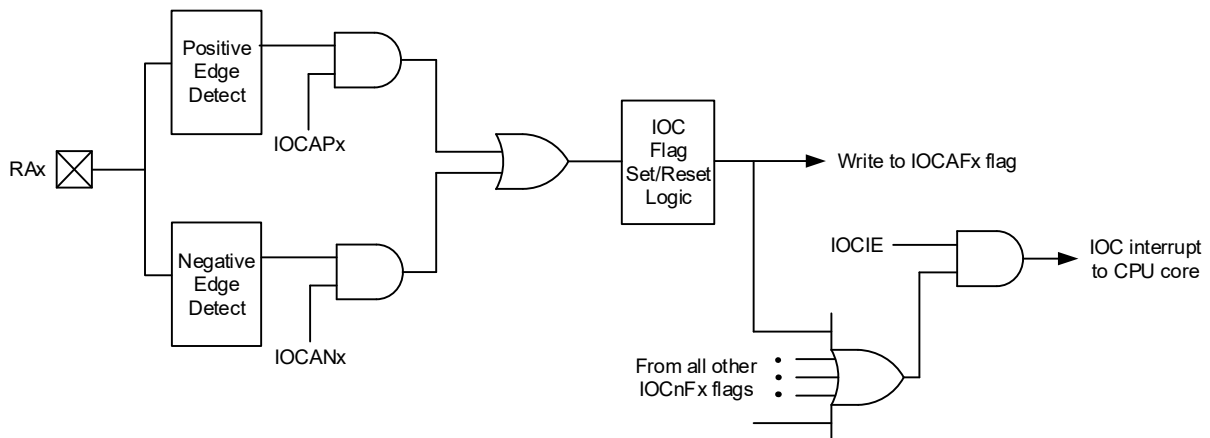 Positive
Edge
Detect
IOCAPx
RAx
IOC
Flag
Set/Reset
Logic
Write to IOCAFx flag
Negative
Edge
Detect
IOCANx
IOCIE
IOC interrupt
to CPU core
From all other
IOCnFx flags